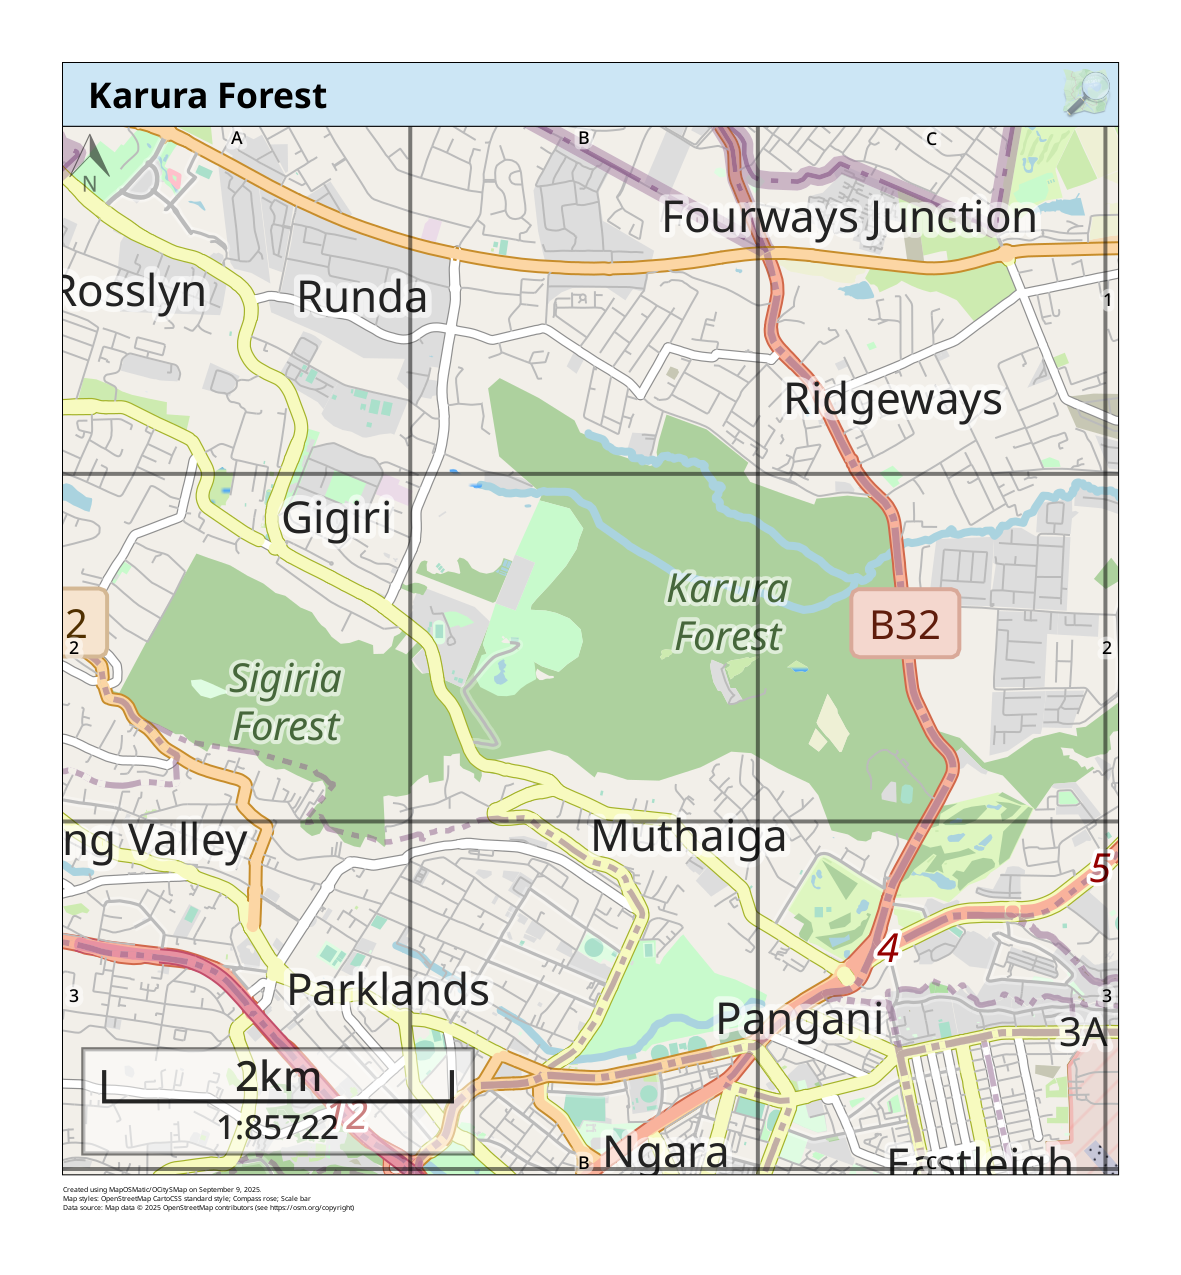 Karura Forest
A
B
C
N
Fourways Junction
Rosslyn
Runda
1
Ridgeways
Gigiri
Karura
Forest
2
B32
2
2
Sigiria
Forest
ng Valley
Muthaiga
5
4
Parklands
3
3
Pangani
3A
2km
12
1:85722
Ngara
B
Eastleigh
C
Created using MapOSMatic/OCitySMap on September 9, 2025.
Map styles: OpenStreetMap CartoCSS standard style; Compass rose; Scale bar
Data source: Map data © 2025 OpenStreetMap contributors (see https://osm.org/copyright)